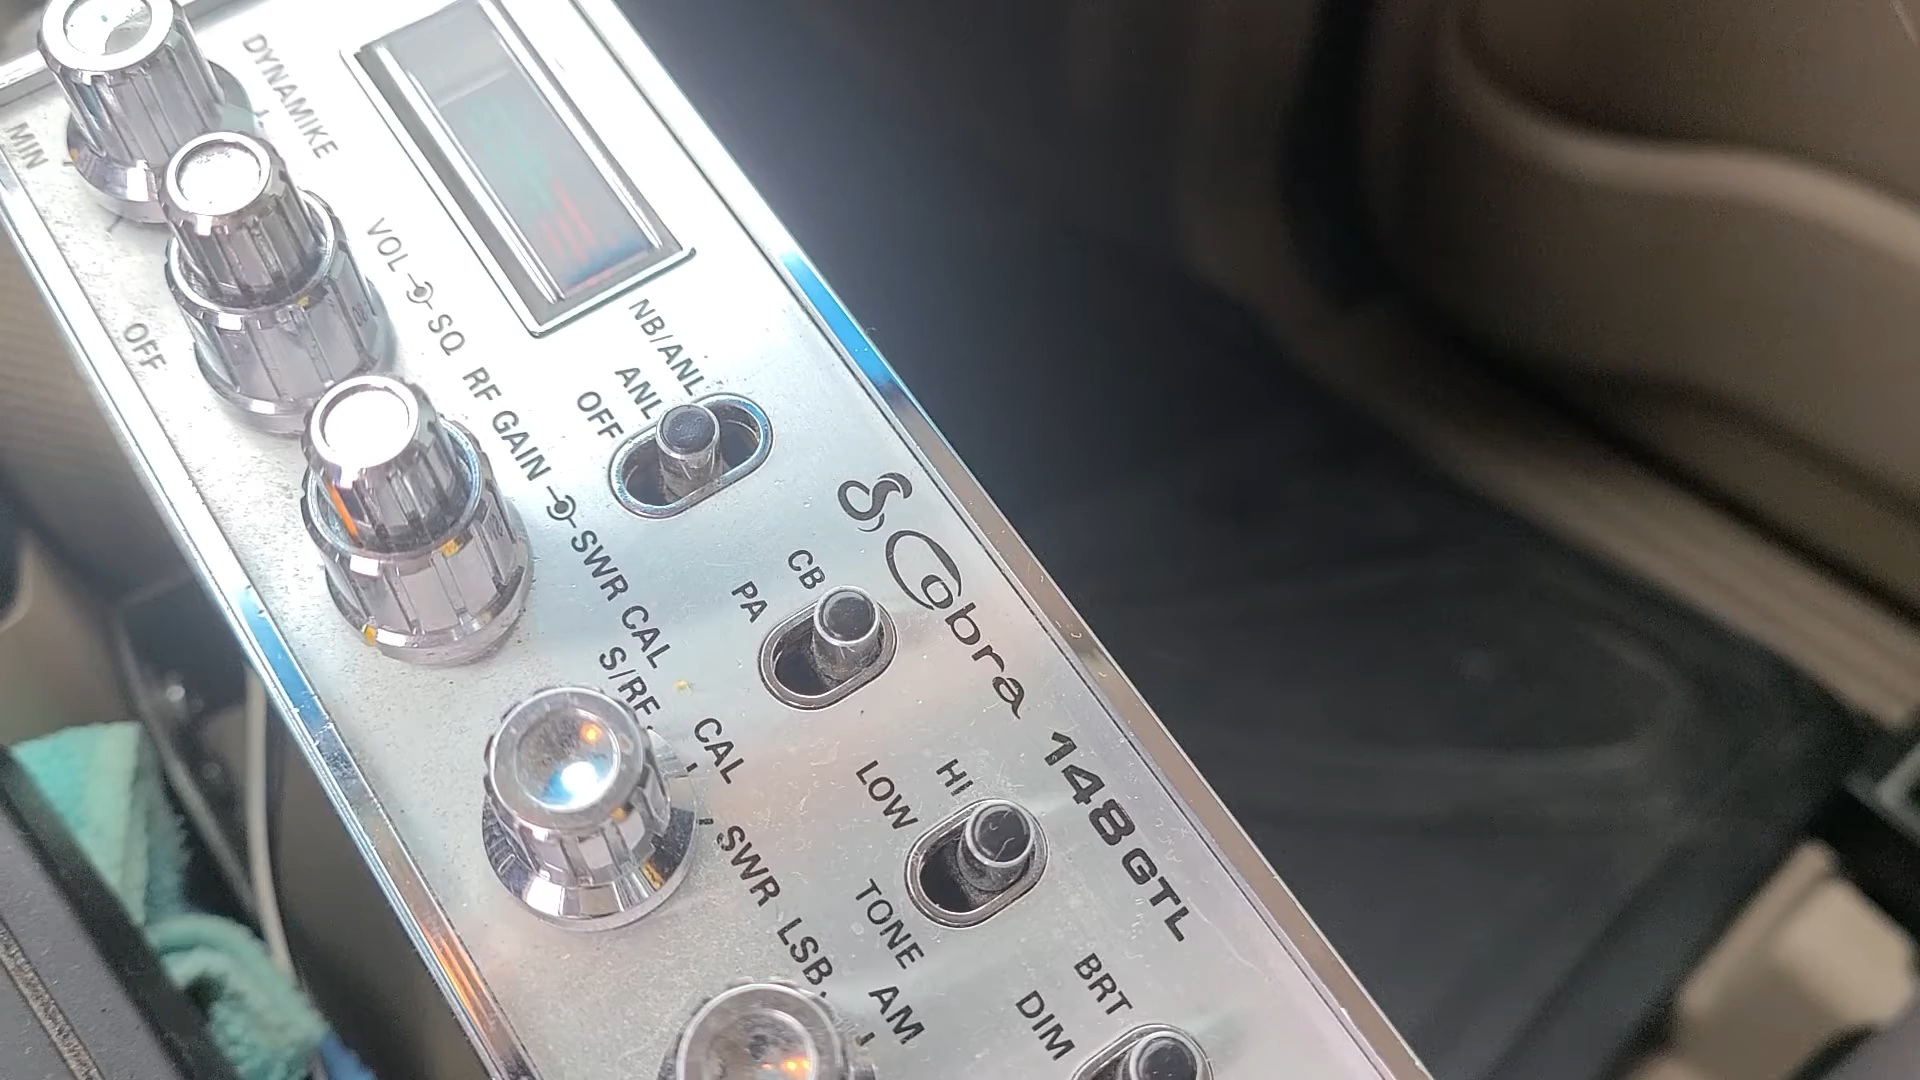 DYNAMIKE
MIN
VOL SQ
OFF
RF GAIN SWR CAL
NB/ANL
ANL
OFF
CB
PA
S/RF
CAL
SWR
HI
LOW
TONE
Cobra 148GTL
LSB
AM
BRT
DIM